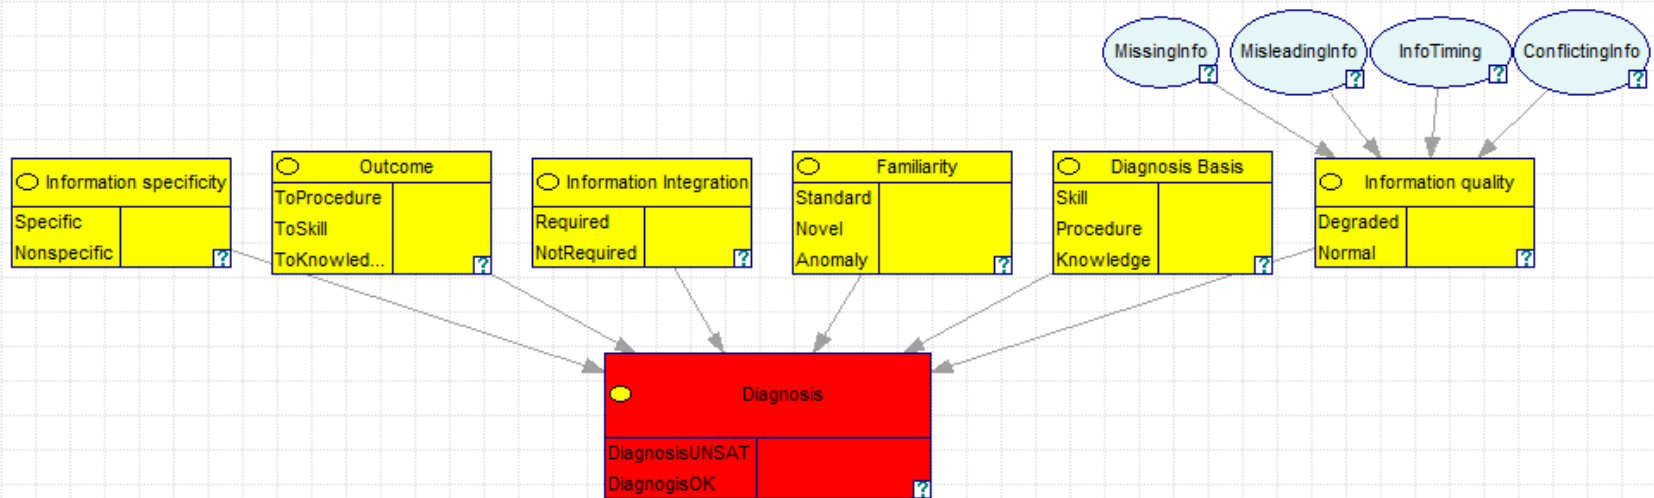 MissingInfo
MisleadingInfo
InfoTiming
ConflictingInfo
?
?
?
?
Information specificity
Specific
Nonspecific
?
Outcome
ToProcedure
ToSkill
ToKnowled...
?
Information Integration
Required
NotRequired
?
Familiarity
Standard
Novel
Anomaly
?
Diagnosis Basis
Skill
Procedure
Knowledge
?
Information quality
Degraded
Normal
?
Diagnosis
DiagnosisUNSAT
DiagnogisOK
?